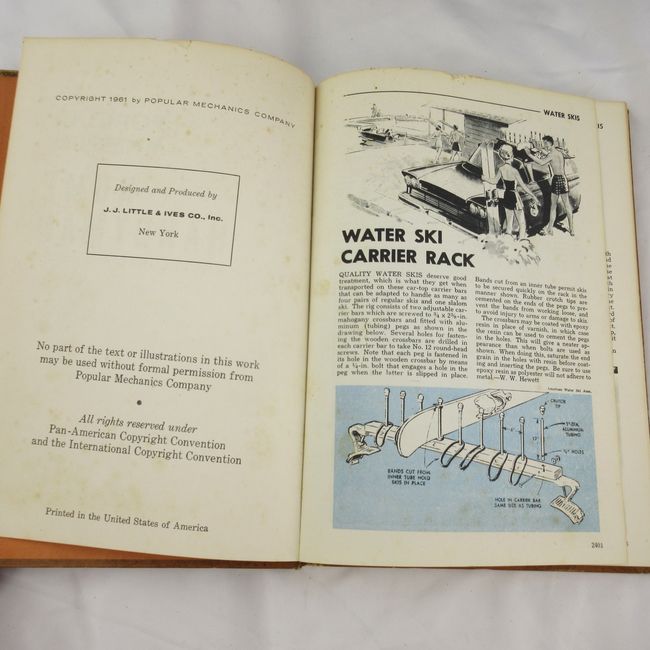 COPYRIGHT 1961 by POPULAR MECHANICS COMPANY
Designed and Produced by
J. J. LITTLE & IVES CO., Inc.
New York
No part of the text or illustrations in this work
may be used without formal permission from
Popular Mechanics Company
All rights reserved under
Pan-American Copyright Convention
and the International Copyright Convention
Printed in the United States of America
WATER SKIS
WATER SKI
CARRIER RACK
QUALITY WATER SKIS deserve good
treatment, which is what they get when
transported on these car-top carrier bars
that can be adapted to handle as many as
four pairs of regular skis and one slalom
ski. The rig consists of two adjustable car-
rier bars which are screwed to ¾ x 2⅝-in.
mahogany crossbars and fitted with alu-
minum (tubing) pegs as shown in the
drawing below. Several holes for fasten-
ing the wooden crossbars are drilled in
each carrier bar to take No. 12 round-head
screws. Note that each peg is fastened in
its hole in the wooden crossbar by means
of a ¼-in. bolt that engages a hole in the
peg when the latter is slipped in place.
Bands cut from an inner tube permit skis
to be secured quickly on the rack in the
manner shown. Rubber crutch tips are
cemented on the ends of the pegs to pre-
vent the bands from working loose, and
to avoid injury to arms or damage to skis.
The crossbars may be coated with epoxy
resin in place of varnish, in which case
the resin can be used to cement the pegs
in the holes. This will give a neater ap-
pearance than when bolts are used as
shown. When doing this, saturate the end
grain in the holes with resin before coat-
ing and inserting the pegs. Be sure to use
epoxy resin as polyester will not adhere to
metal.—W. W. Hewett
CRUTCH
TIP
ALUMINUM
TUBING
HOLES
BANDS CUT FROM
INNER TUBE HOLD
SKIS IN PLACE
HOLE IN CARRIER BAR
SAME SIZE AS TUBING
2401